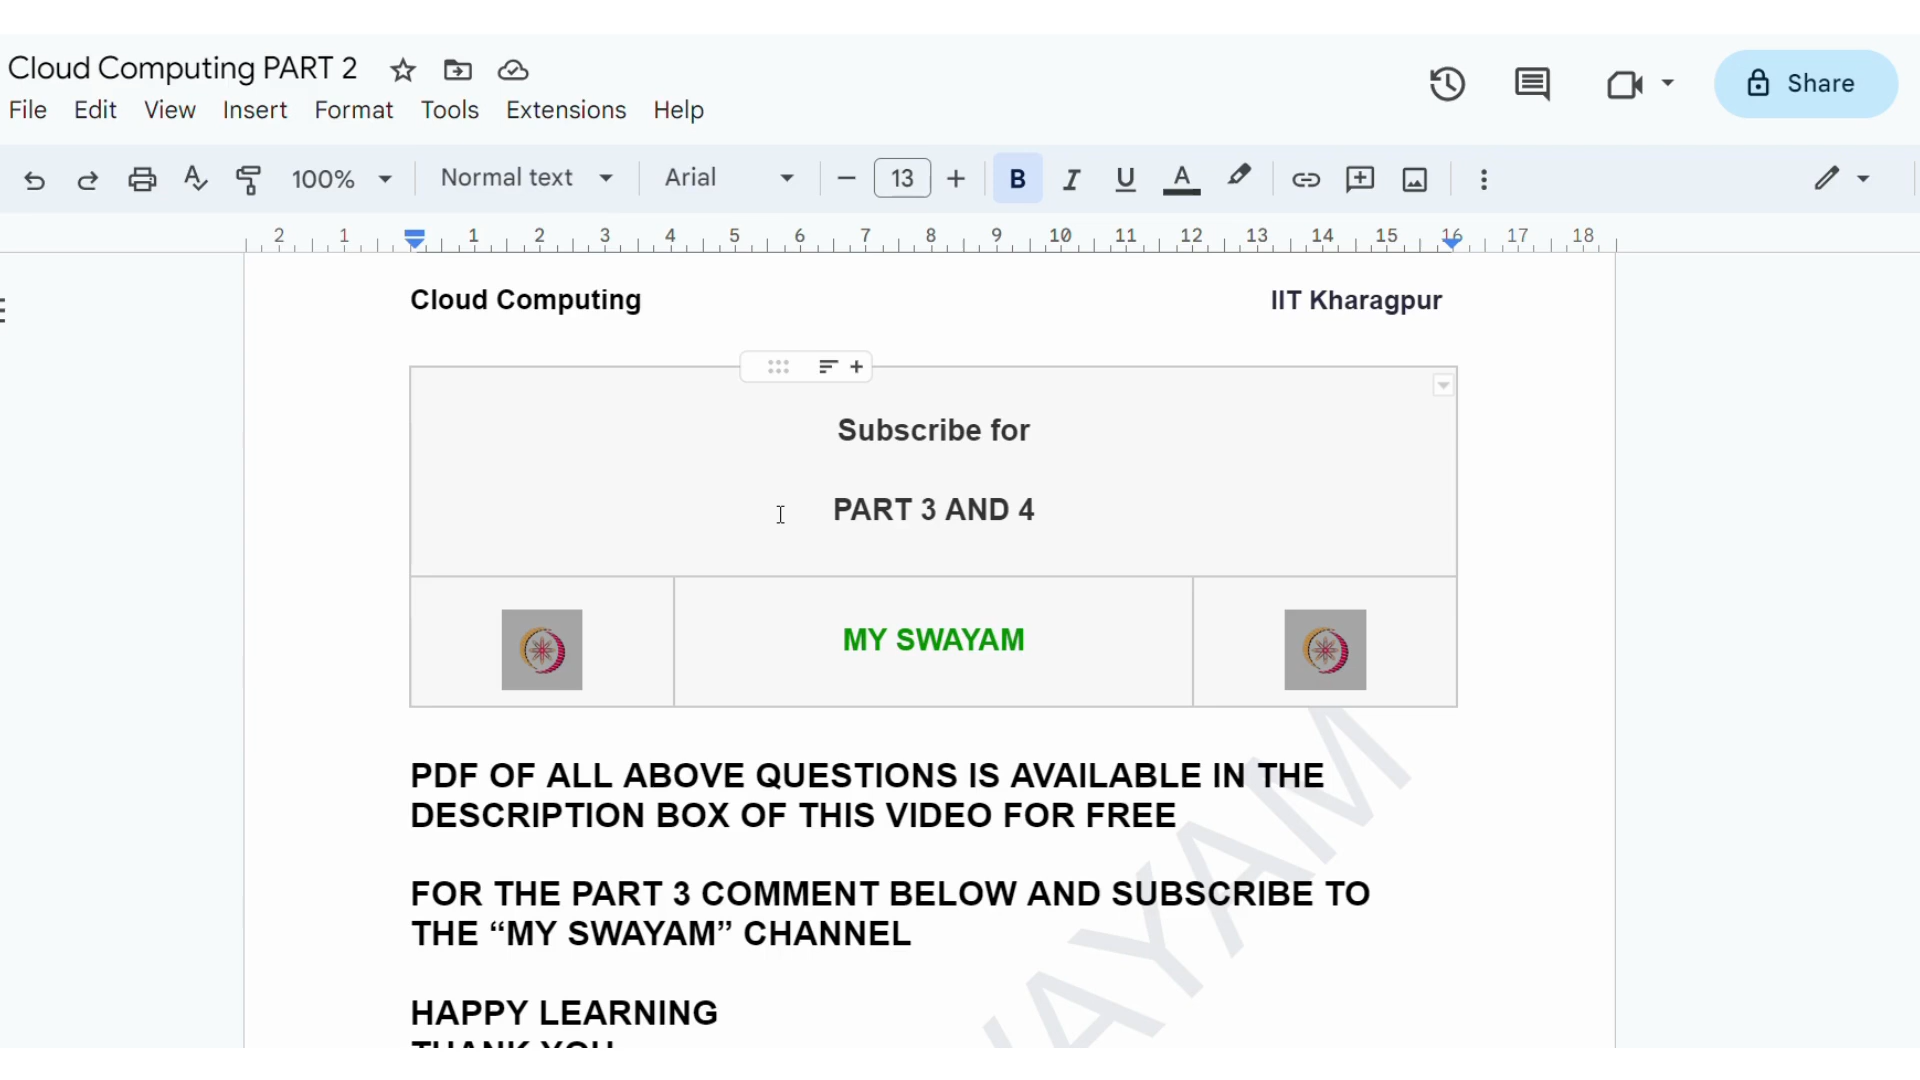 Cloud Computing PART 2
File Edit View Insert Format Tools Extensions Help
Share
100% Normal text Arial 13 B I U A
2 1 1 2 3 4 5 6 7 8 9 10 11 12 13 14 15 16 17 18
Cloud Computing IIT Kharagpur
Subscribe for
PART 3 AND 4
MY SWAYAM
PDF OF ALL ABOVE QUESTIONS IS AVAILABLE IN THE
DESCRIPTION BOX OF THIS VIDEO FOR FREE
FOR THE PART 3 COMMENT BELOW AND SUBSCRIBE TO
THE “MY SWAYAM” CHANNEL
HAPPY LEARNING
THANK YOU